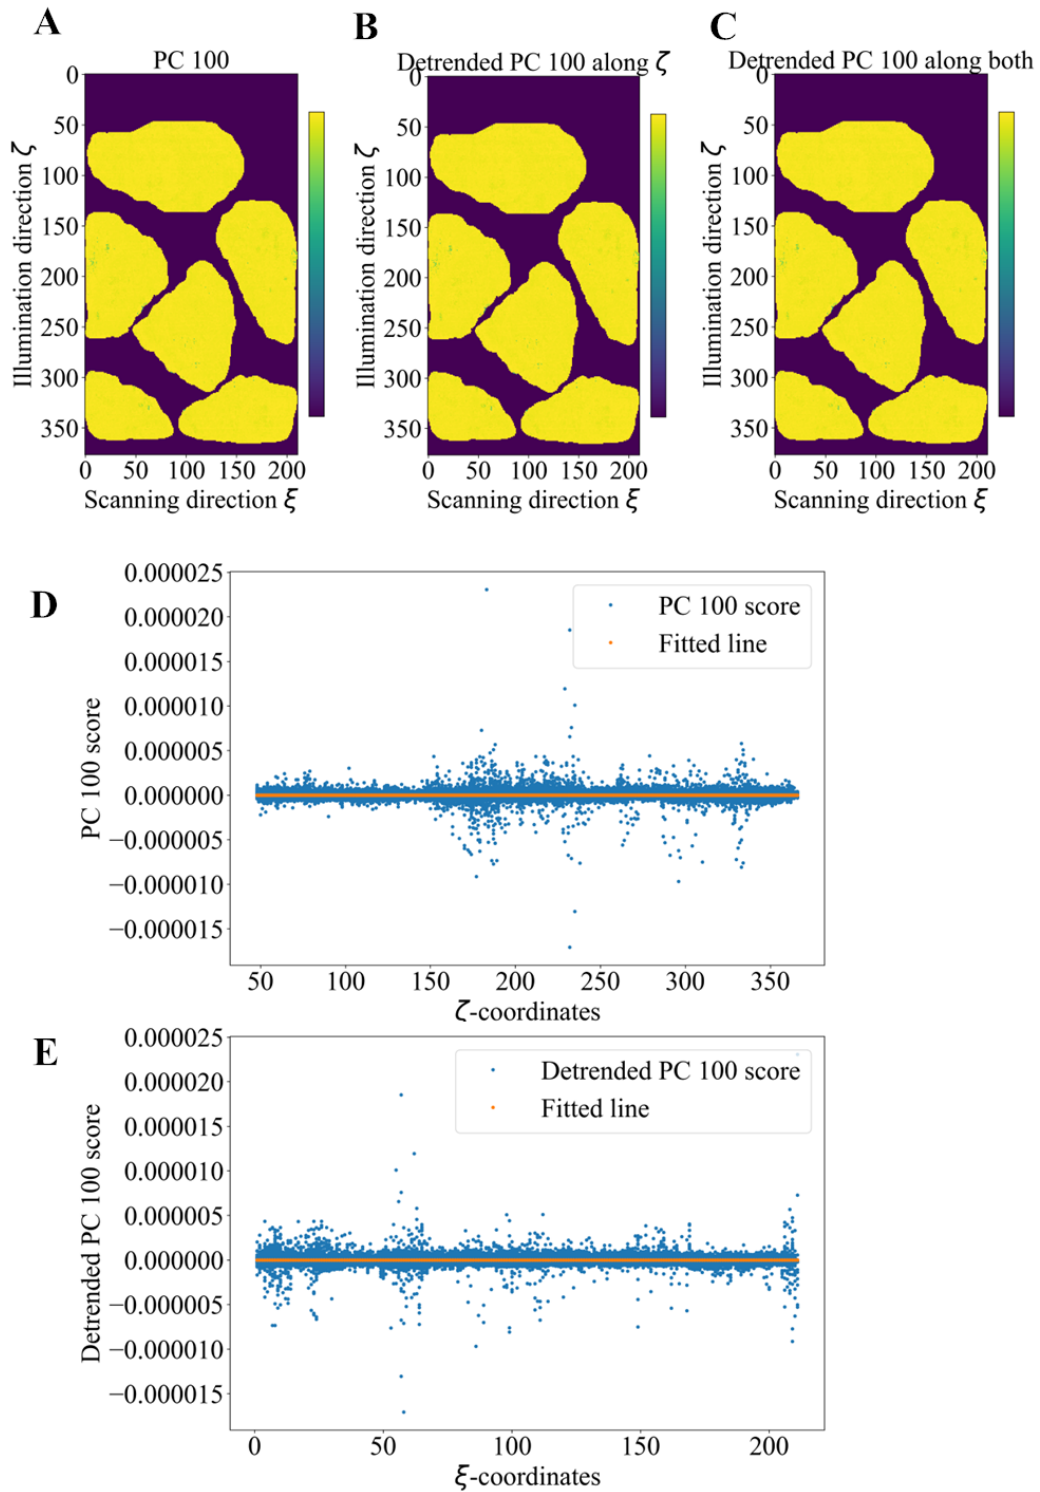 A
B
C
PC 100
Detrended PC 100 along ζ
Detrended PC 100 along both
0
50
100
150
200
250
300
350
Illumination direction ζ
0 50 100 150 200
Scanning direction ξ
0
50
100
150
200
250
300
350
Illumination direction ζ
0 50 100 150 200
Scanning direction ξ
0
50
100
150
200
250
300
350
Illumination direction ζ
0 50 100 150 200
Scanning direction ξ
D
0.000025
0.000020
0.000015
0.000010
0.000005
0.000000
−0.000005
−0.000010
−0.000015
PC 100 score
PC 100 score
Fitted line
50 100 150 200 250 300 350
ζ-coordinates
E
0.000025
0.000020
0.000015
0.000010
0.000005
0.000000
−0.000005
−0.000010
−0.000015
Detrended PC 100 score
Detrended PC 100 score
Fitted line
0 50 100 150 200
ξ-coordinates